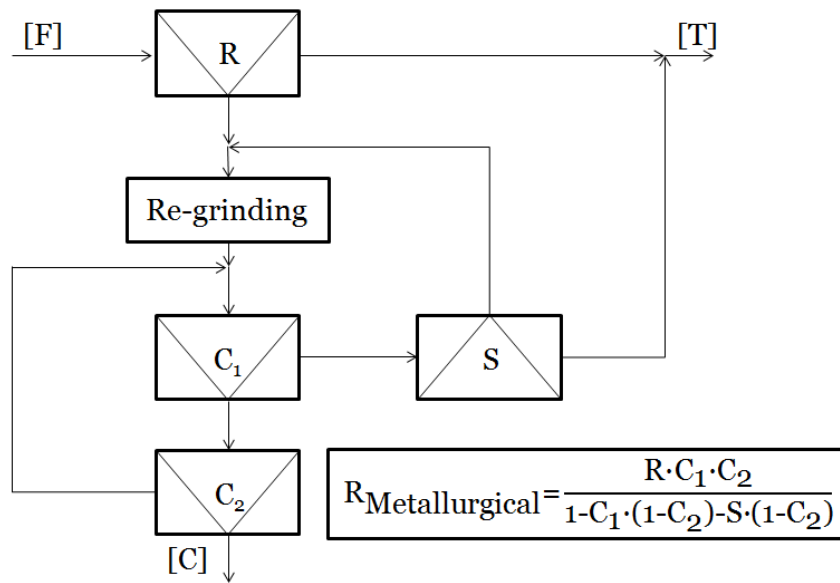 [F]
R
[T]
Re-grinding
C₁
S
C₂
[C]
R_Metallurgical = R·C₁·C₂ / 1-C₁·(1-C₂)-S·(1-C₂)